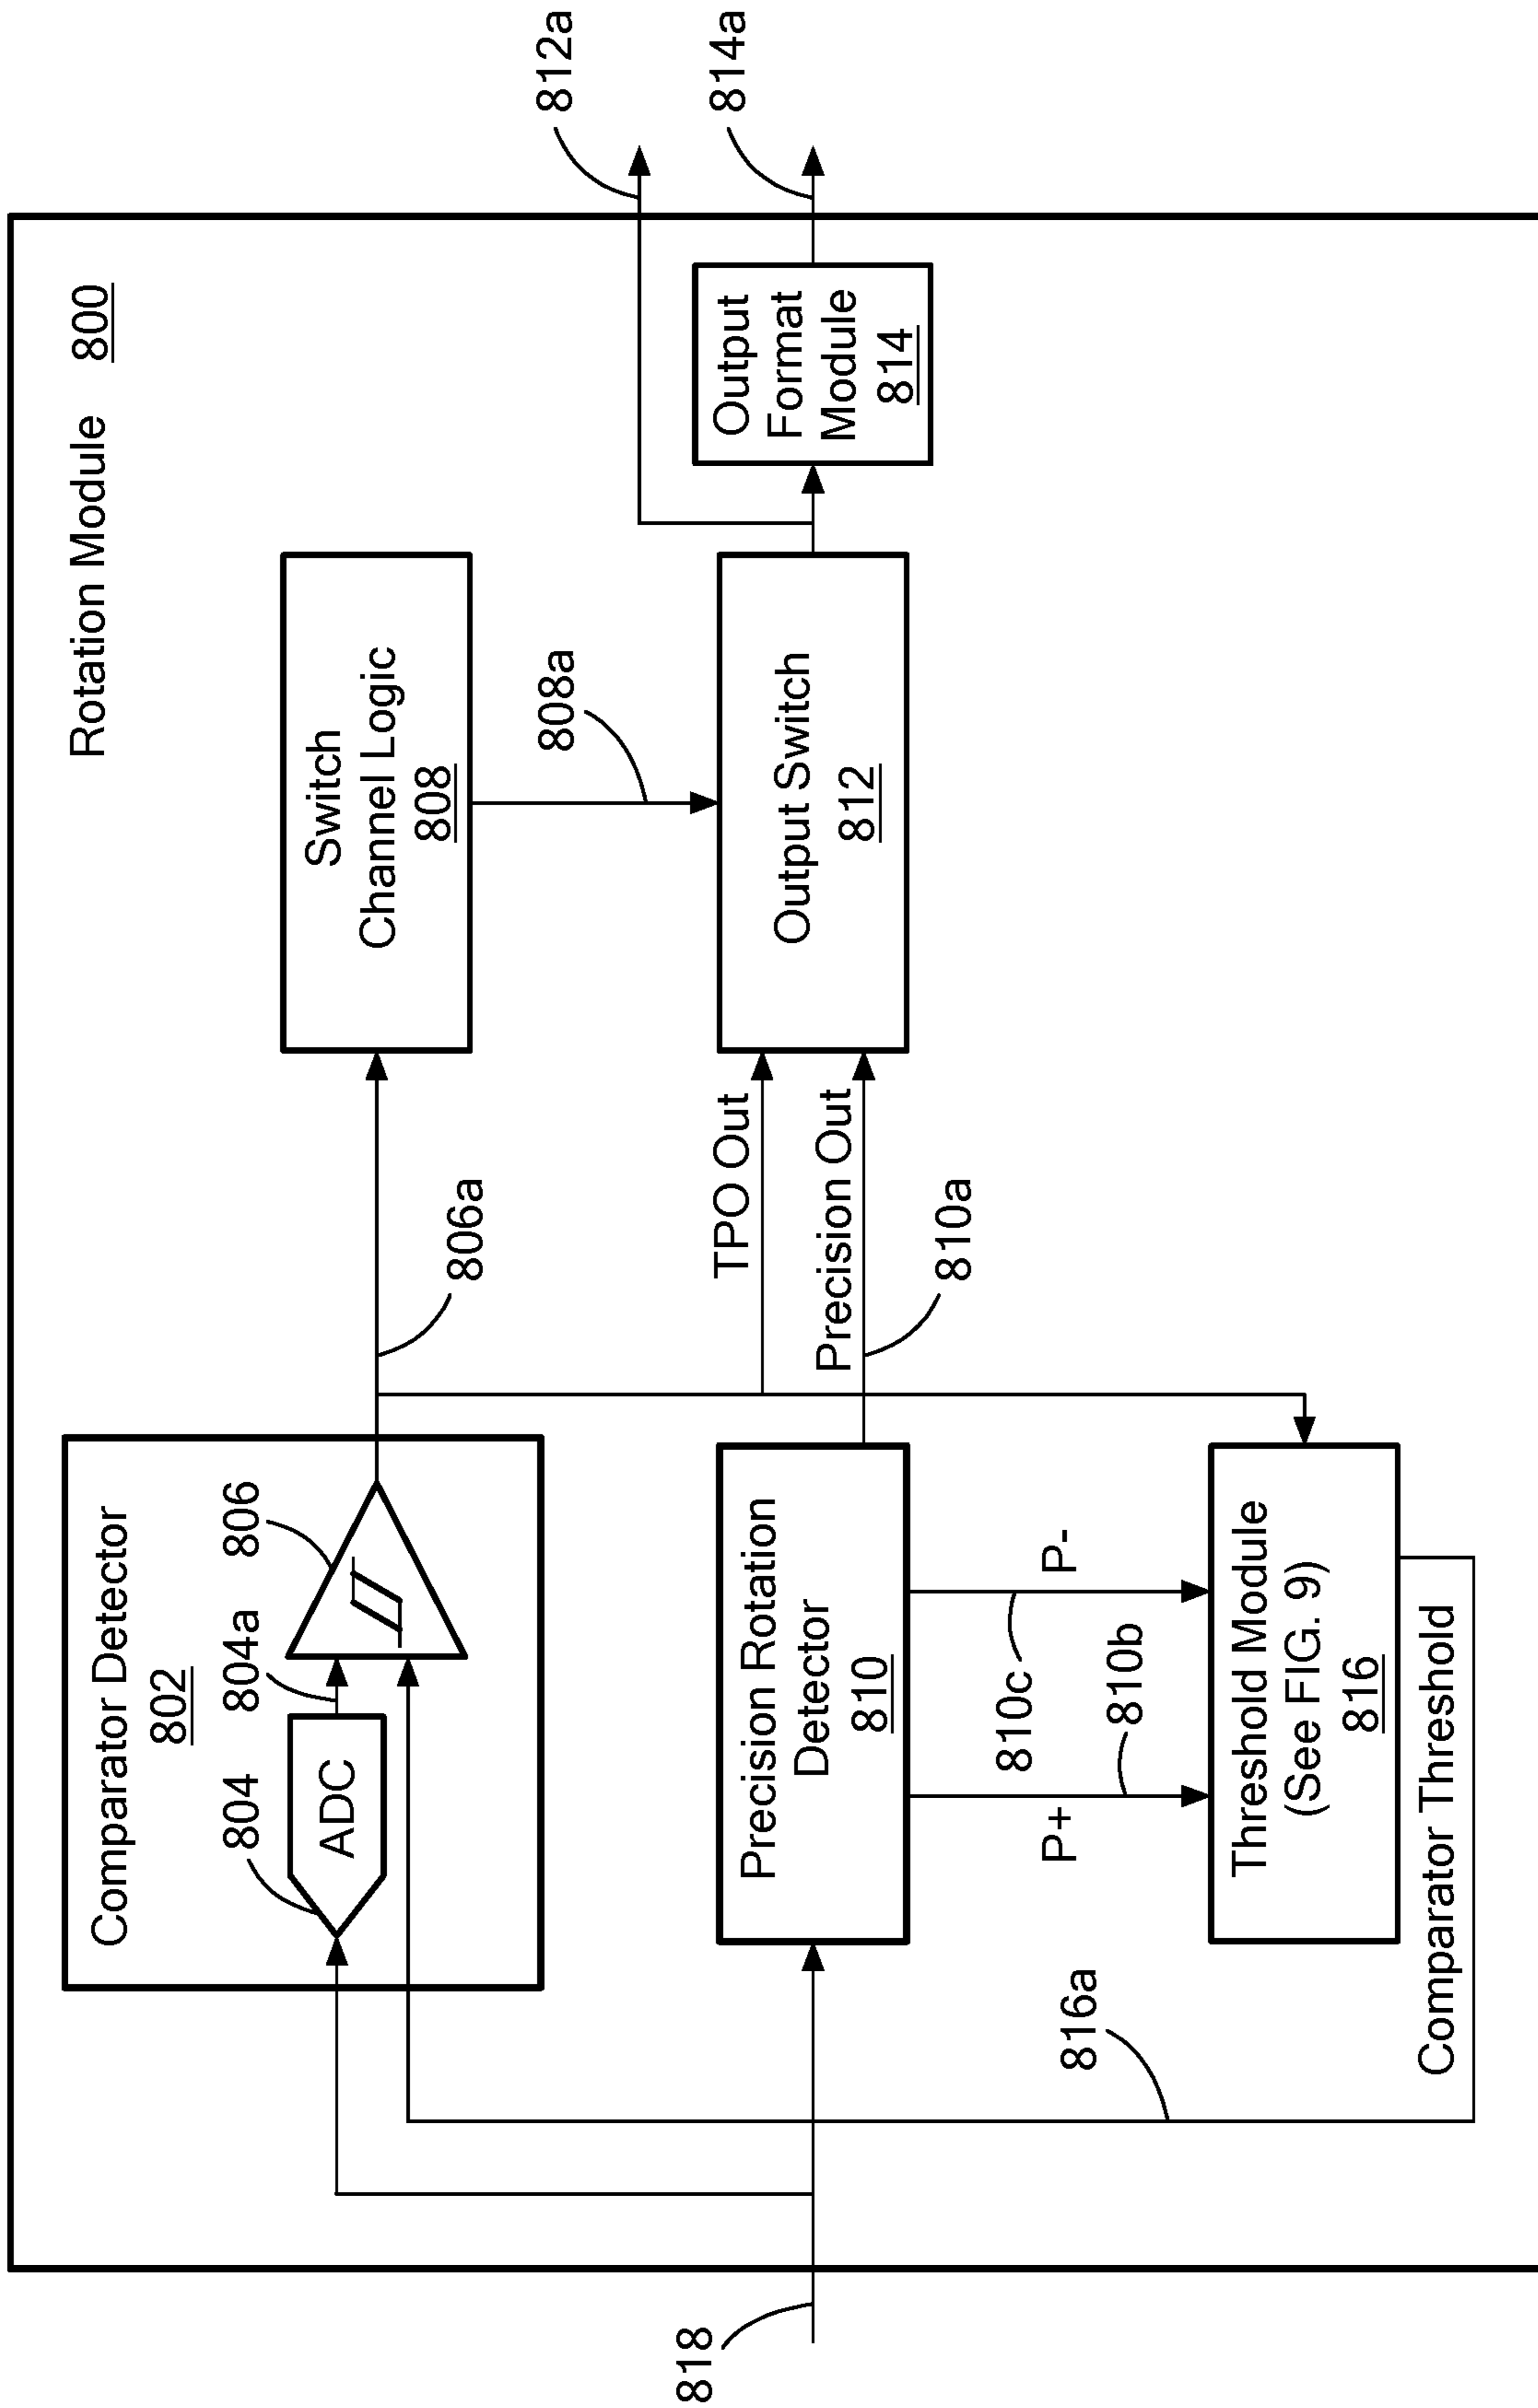 Rotation Module 800
812a
814a
Comparator Detector
802
804
804a
806
ADC
806a
Switch
Channel Logic
808
808a
TPO Out
Precision Out
810a
Output Switch
812
Output
Format
Module
814
818
Precision Rotation
Detector
810
P+
P-
810c
810b
Threshold Module
(See FIG. 9)
816
816a
Comparator Threshold